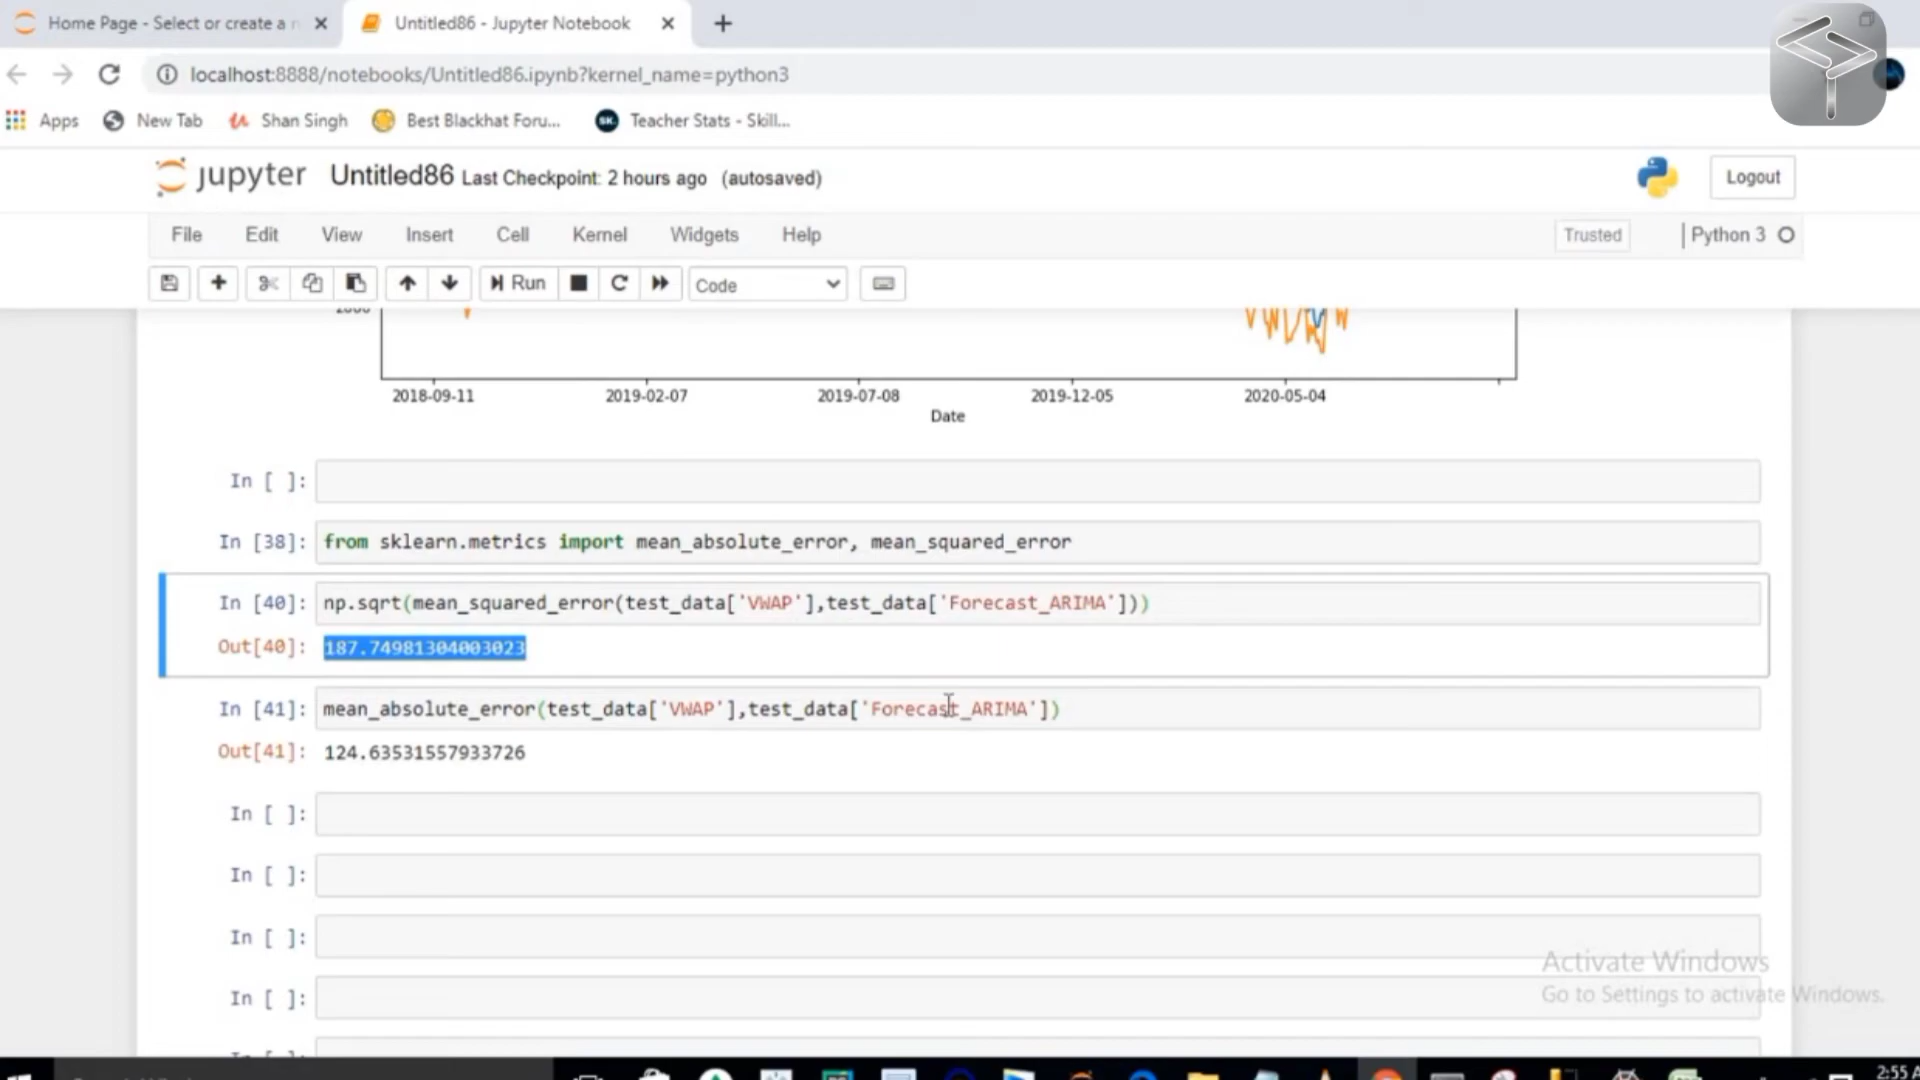 Home Page - Select or create a n
Untitled86 - Jupyter Notebook
localhost:8888/notebooks/Untitled86.ipynb?kernel_name=python3
Apps New Tab Shan Singh Best Blackhat Foru... SK Teacher Stats - Skill...
jupyter Untitled86 Last Checkpoint: 2 hours ago (autosaved)
Logout
File Edit View Insert Cell Kernel Widgets Help Trusted Python 3
Run Code
2018-09-11 2019-02-07 2019-07-08 2019-12-05 2020-05-04
Date
In [ ]:
In [38]: from sklearn.metrics import mean_absolute_error, mean_squared_error
In [40]: np.sqrt(mean_squared_error(test_data['VWAP'],test_data['Forecast_ARIMA']))
Out[40]: 187.74981304003023
In [41]: mean_absolute_error(test_data['VWAP'],test_data['Forecast_ARIMA'])
Out[41]: 124.63531557933726
In [ ]:
In [ ]:
In [ ]:
In [ ]:
Activate Windows
Go to Settings to activate Windows.
2:55 A